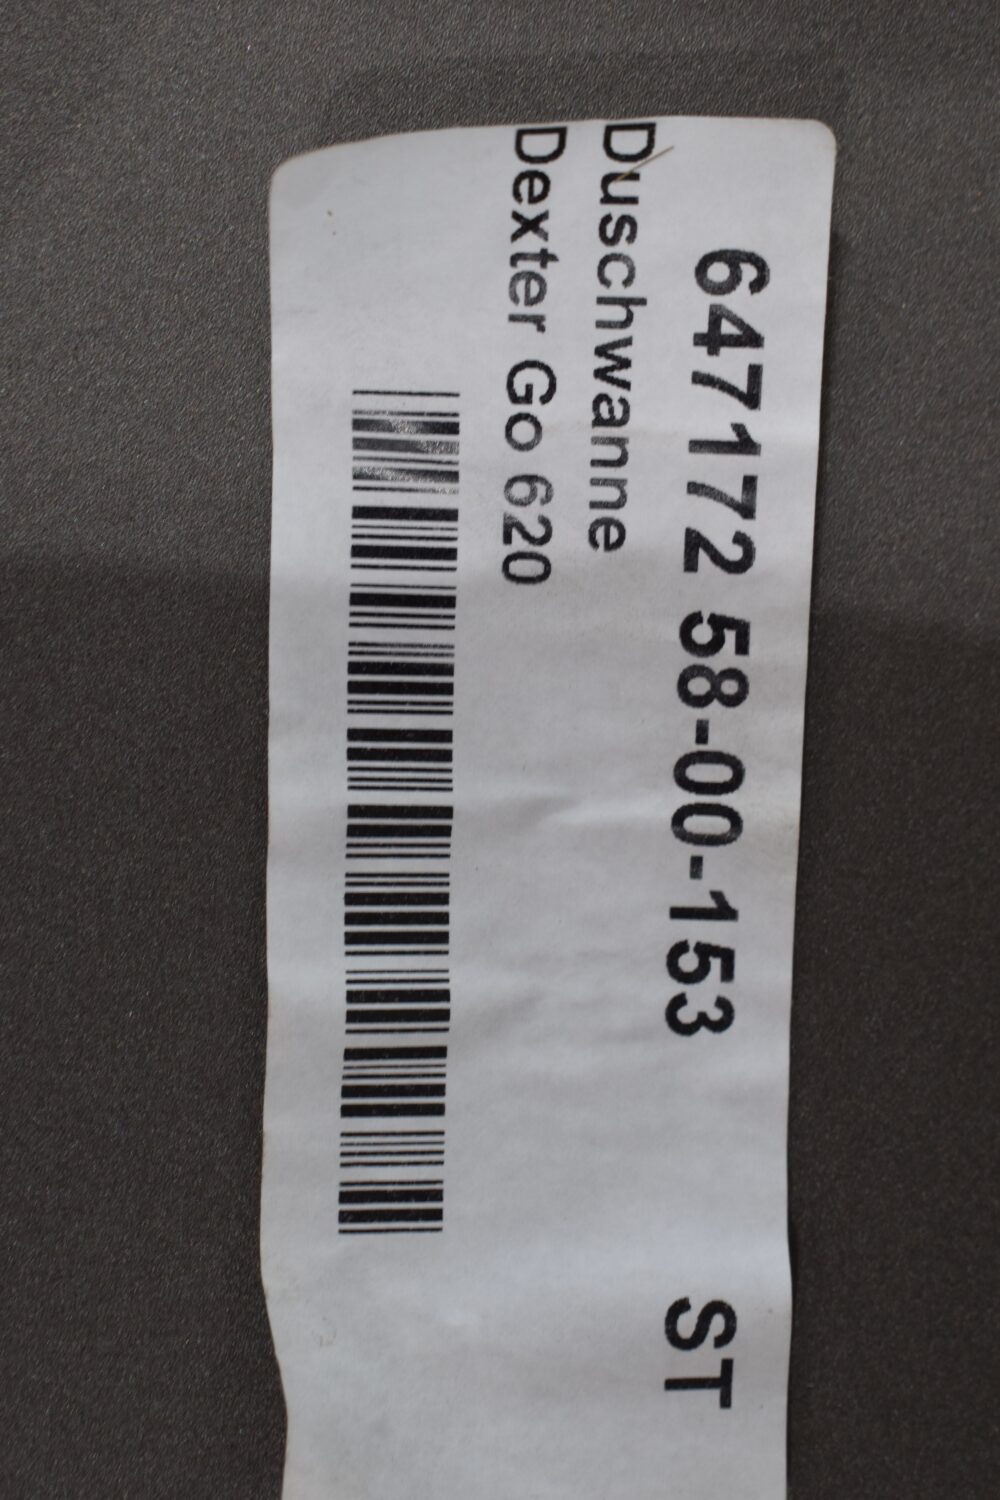 647172 58-00-153 ST
Duschwanne
Dexter Go 620